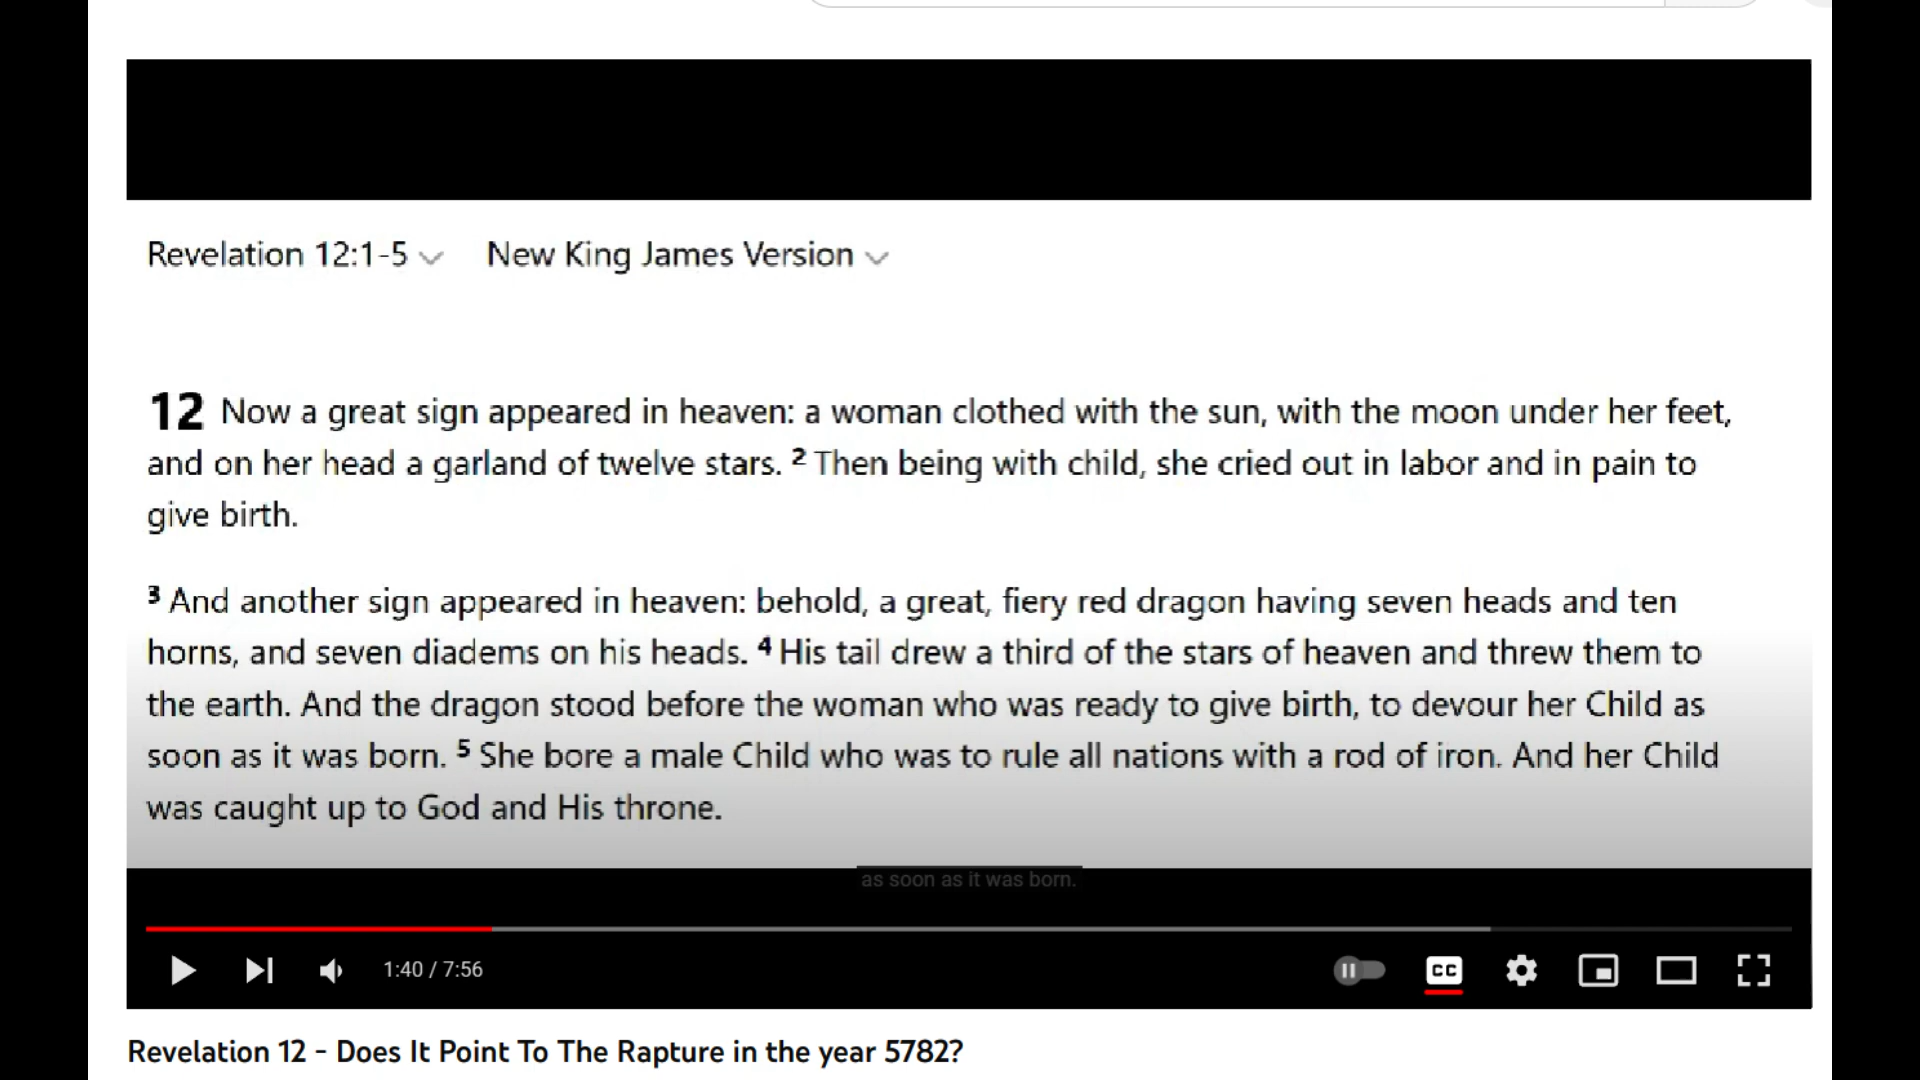 Revelation 12:1-5 New King James Version
12 Now a great sign appeared in heaven: a woman clothed with the sun, with the moon under her feet,
and on her head a garland of twelve stars. 2 Then being with child, she cried out in labor and in pain to
give birth.
3 And another sign appeared in heaven: behold, a great, fiery red dragon having seven heads and ten
horns, and seven diadems on his heads. 4 His tail drew a third of the stars of heaven and threw them to
the earth. And the dragon stood before the woman who was ready to give birth, to devour her Child as
soon as it was born. 5 She bore a male Child who was to rule all nations with a rod of iron. And her Child
was caught up to God and His throne.
as soon as it was born.
1:40 / 7:56 CC
Revelation 12 - Does It Point To The Rapture in the year 5782?